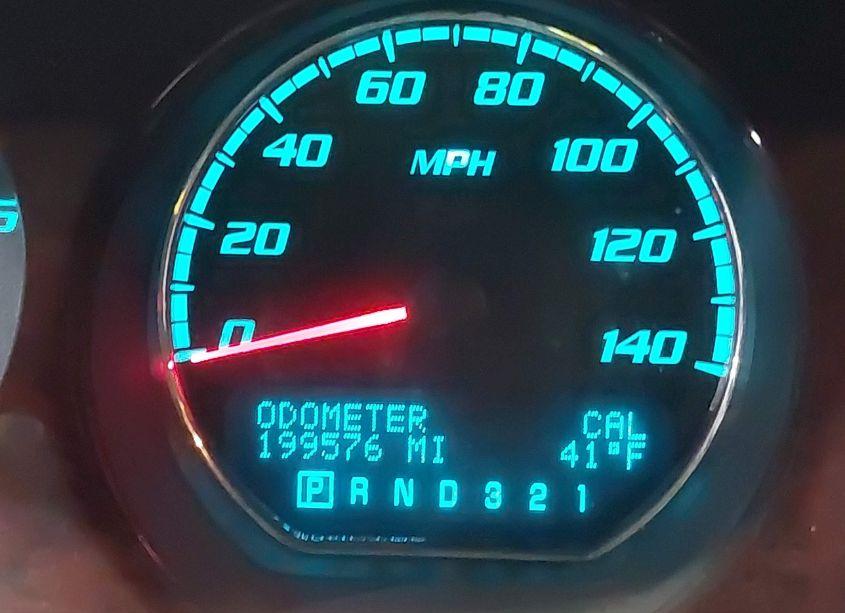 60 80
40 MPH 100
20 120
0 140
ODOMETER CAL
199576 MI 41°F
P R N D 3 2 1